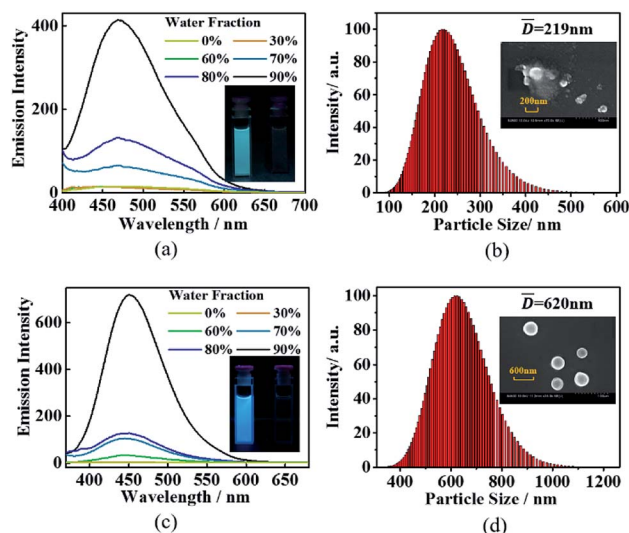 Water Fraction
0% 30%
60% 70%
80% 90%
Emission Intensity
400
200
0
400 450 500 550 600 650 700
Wavelength / nm
(a)
D̅=219nm
200nm
Intensity/ a.u.
100
80
60
40
20
0
100 200 300 400 500 600
Particle Size/ nm
(b)
Water Fraction
0% 30%
60% 70%
80% 90%
Emission Intensity
600
400
200
0
400 450 500 550 600 650
Wavelength / nm
(c)
D̅=620nm
600nm
Intensity/ a.u.
100
80
60
40
20
0
400 600 800 1000 1200
Particle Size / nm
(d)